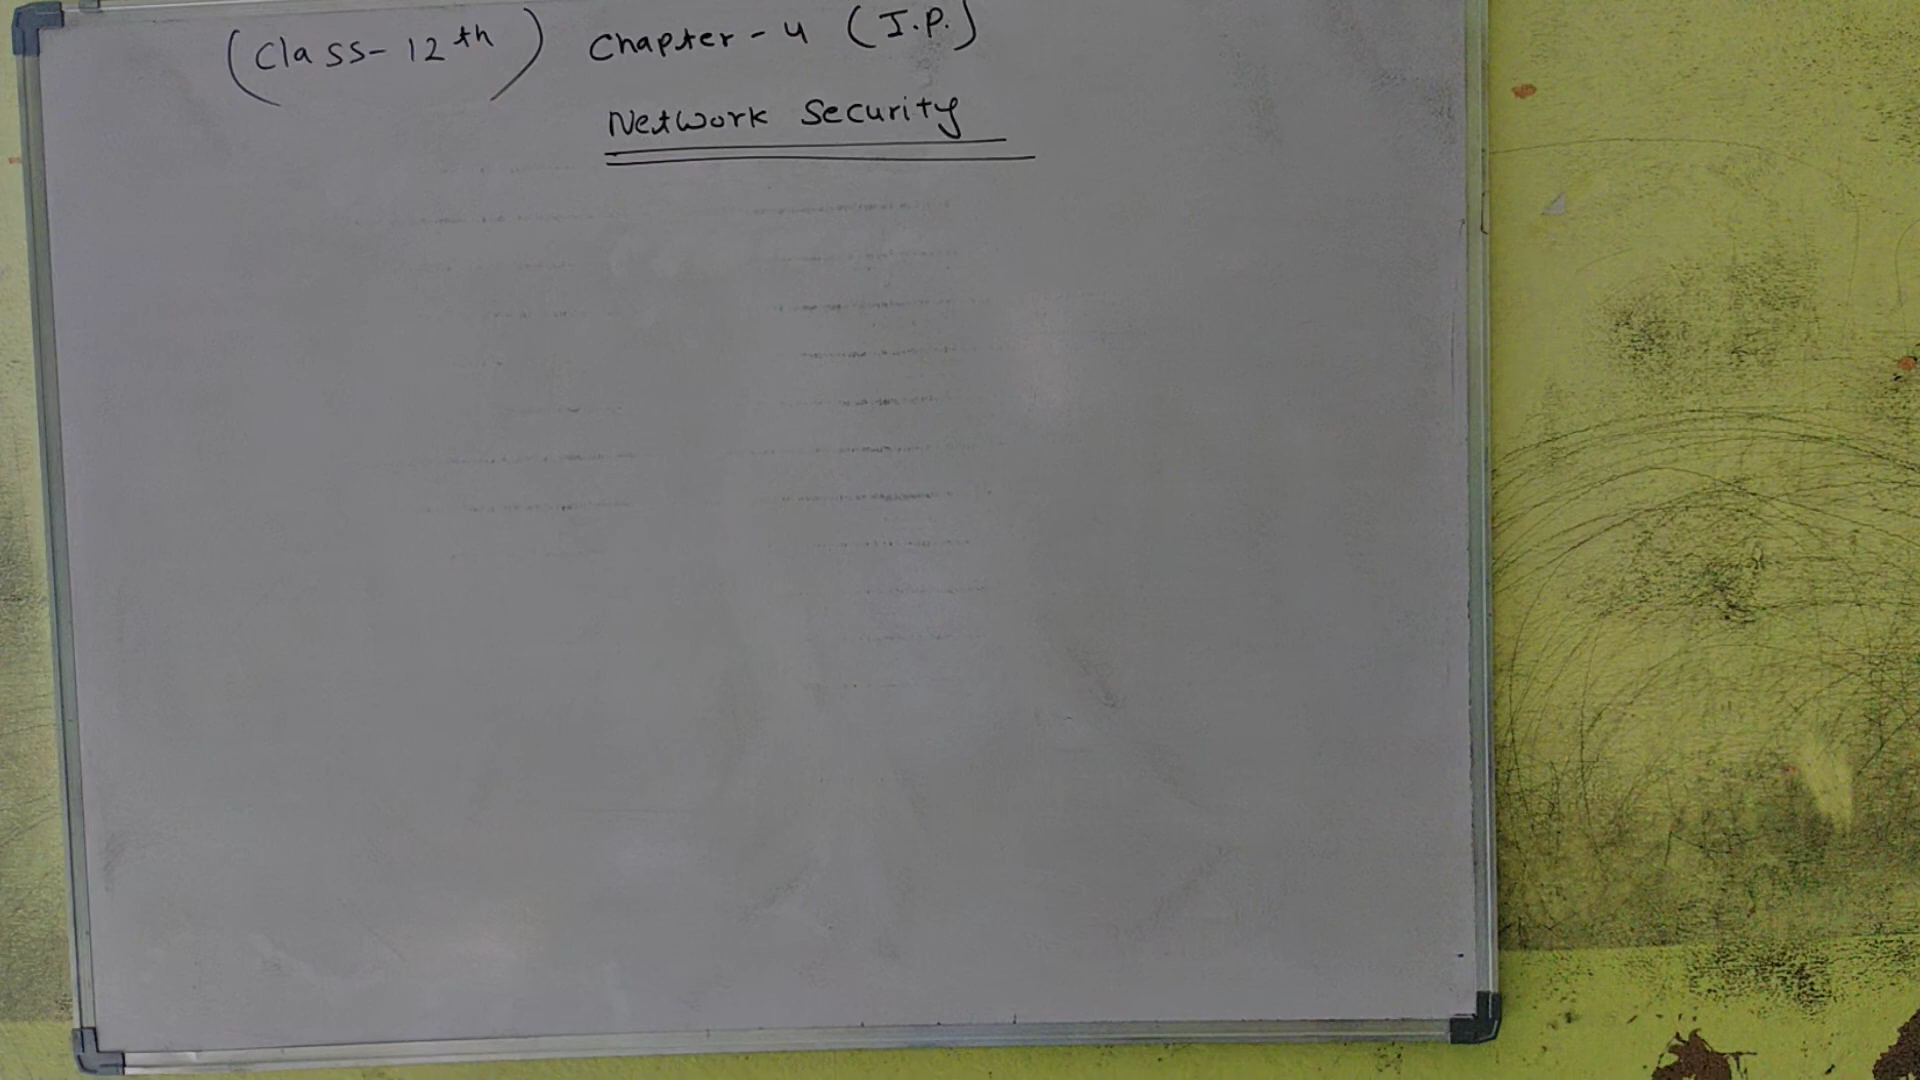 (Class-12th) Chapter-4 (I.P.)
Network Security